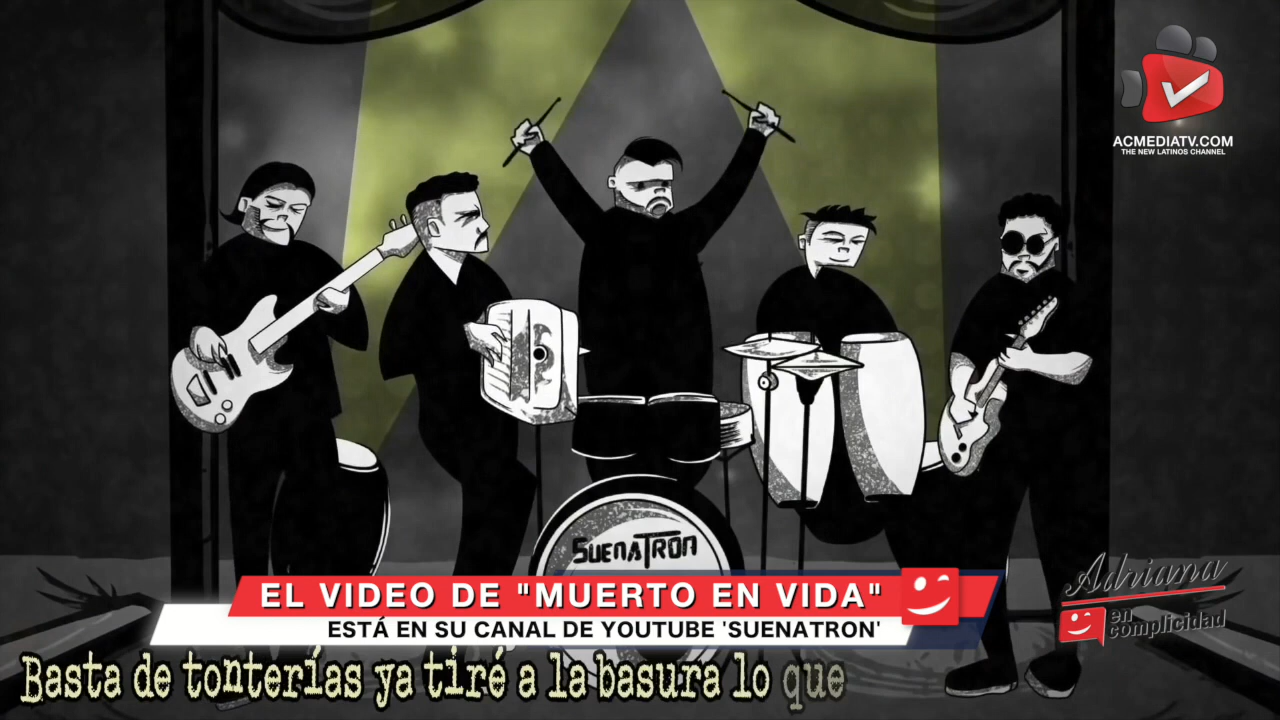 ACMEDIATV.COM
THE NEW LATINOS CHANNEL
SUENATRON
EL VIDEO DE "MUERTO EN VIDA"
ESTÁ EN SU CANAL DE YOUTUBE 'SUENATRON'
Adriana
en
complicidad
Basta de tonterías ya tiré a la basura lo que